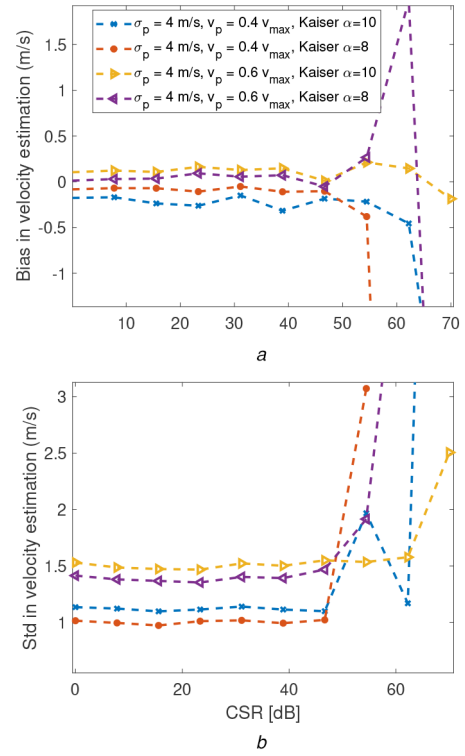 Bias in velocity estimation (m/s)
1.5
1
0.5
0
-0.5
-1
σp = 4 m/s, vp = 0.4 vmax, Kaiser α=10
σp = 4 m/s, vp = 0.4 vmax, Kaiser α=8
σp = 4 m/s, vp = 0.6 vmax, Kaiser α=10
σp = 4 m/s, vp = 0.6 vmax, Kaiser α=8
10 20 30 40 50 60 70
a
Std in velocity estimation (m/s)
3
2.5
2
1.5
1
0 20 40 60
CSR [dB]
b